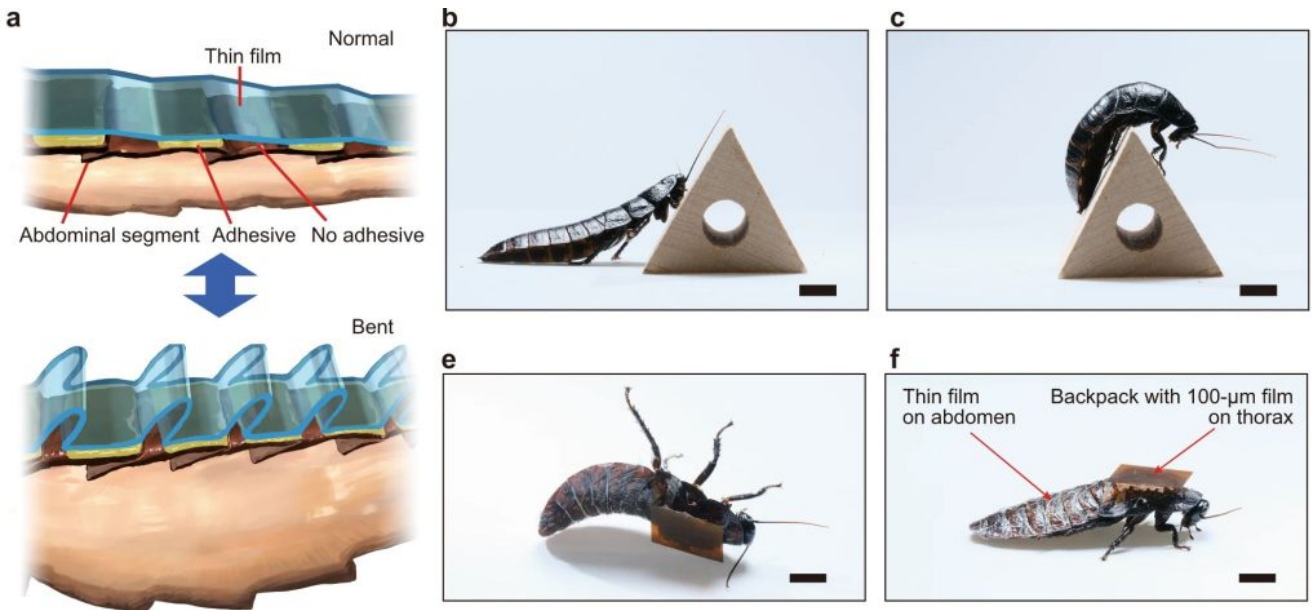 a
Normal
Thin film
Abdominal segment
Adhesive
No adhesive
Bent
b
c
e
f
Thin film
on abdomen
Backpack with 100-μm film
on thorax